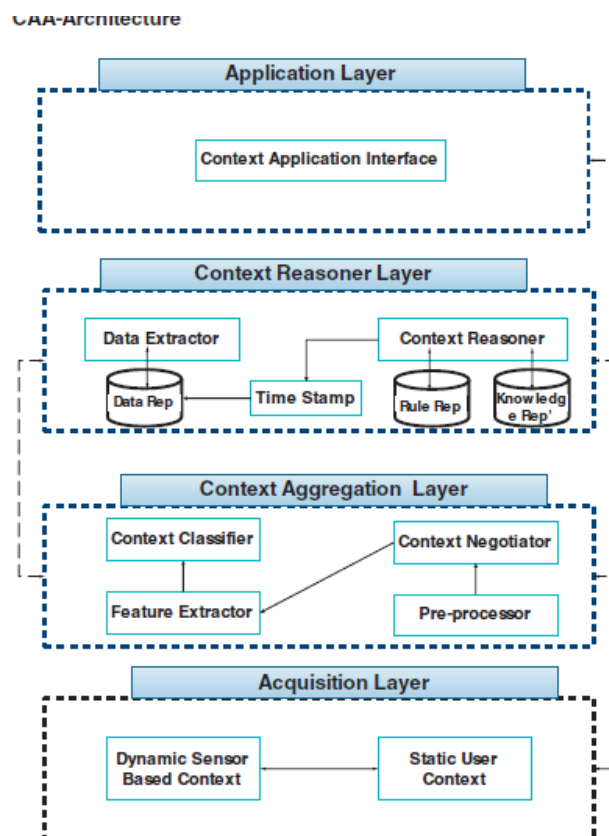 CAA-Architecture
Application Layer
Context Application Interface
Context Reasoner Layer
Data Extractor
Context Reasoner
Data Rep
Time Stamp
Rule Rep
Knowledg
e Rep'
Context Aggregation Layer
Context Classifier
Context Negotiator
Feature Extractor
Pre-processor
Acquisition Layer
Dynamic Sensor
Based Context
Static User
Context